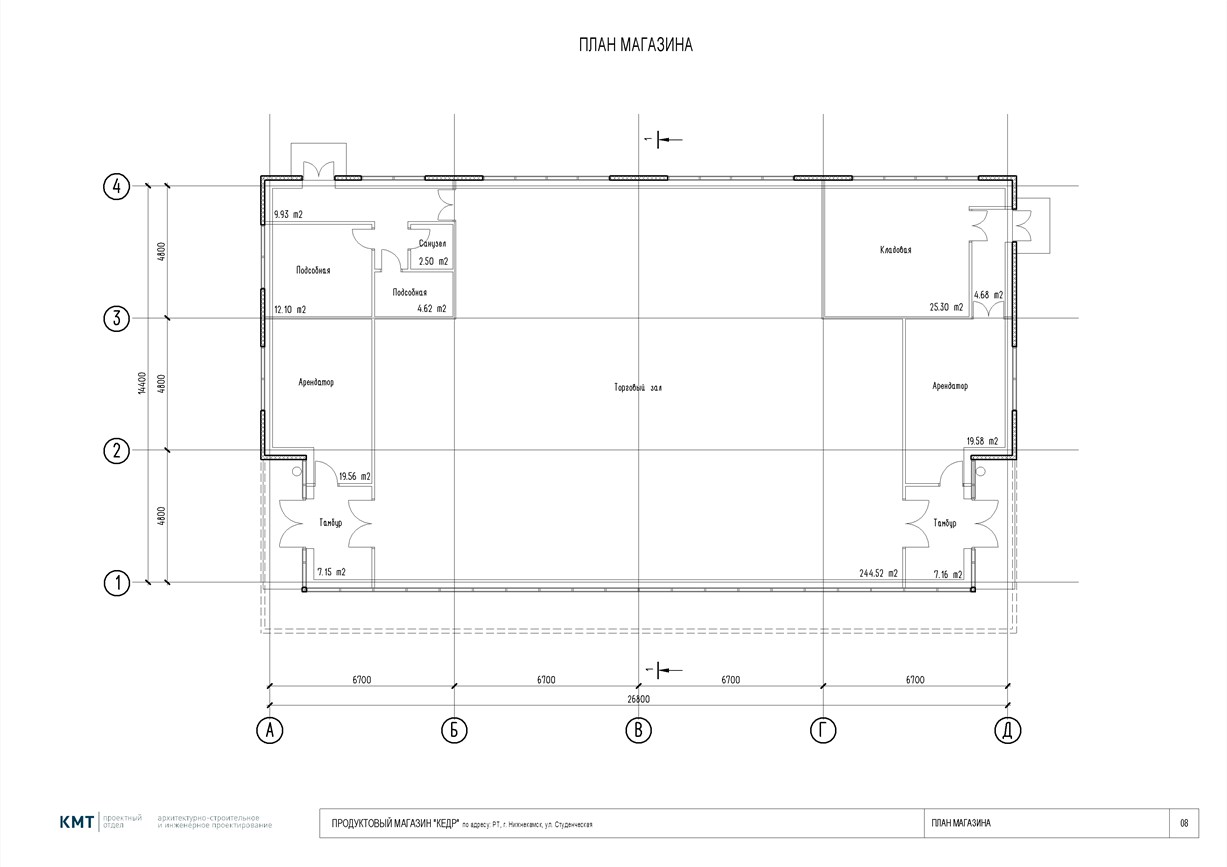 ПЛАН МАГАЗИНА
1
4
9.93 m2
Санузел
2.50 m2
Кладовая
4800
Подсобная
Подсобная
12.10 m2
4.62 m2
25.30 m2
4.68 m2
3
14400
4800
Арендатор
Торговый зал
Арендатор
2
19.56 m2
19.58 m2
4800
Тамбур
Тамбур
7.15 m2
244.52 m2
7.16 m2
1
1
6700
6700
6700
6700
26800
А
Б
В
Г
Д
КМТ
проектный
отдел
архитектурно-строительное
и инженерное проектирование
ПРОДУКТОВЫЙ МАГАЗИН "КЕДР" по адресу: РТ, г. Нижнекамск, ул. Студенческая
ПЛАН МАГАЗИНА
08